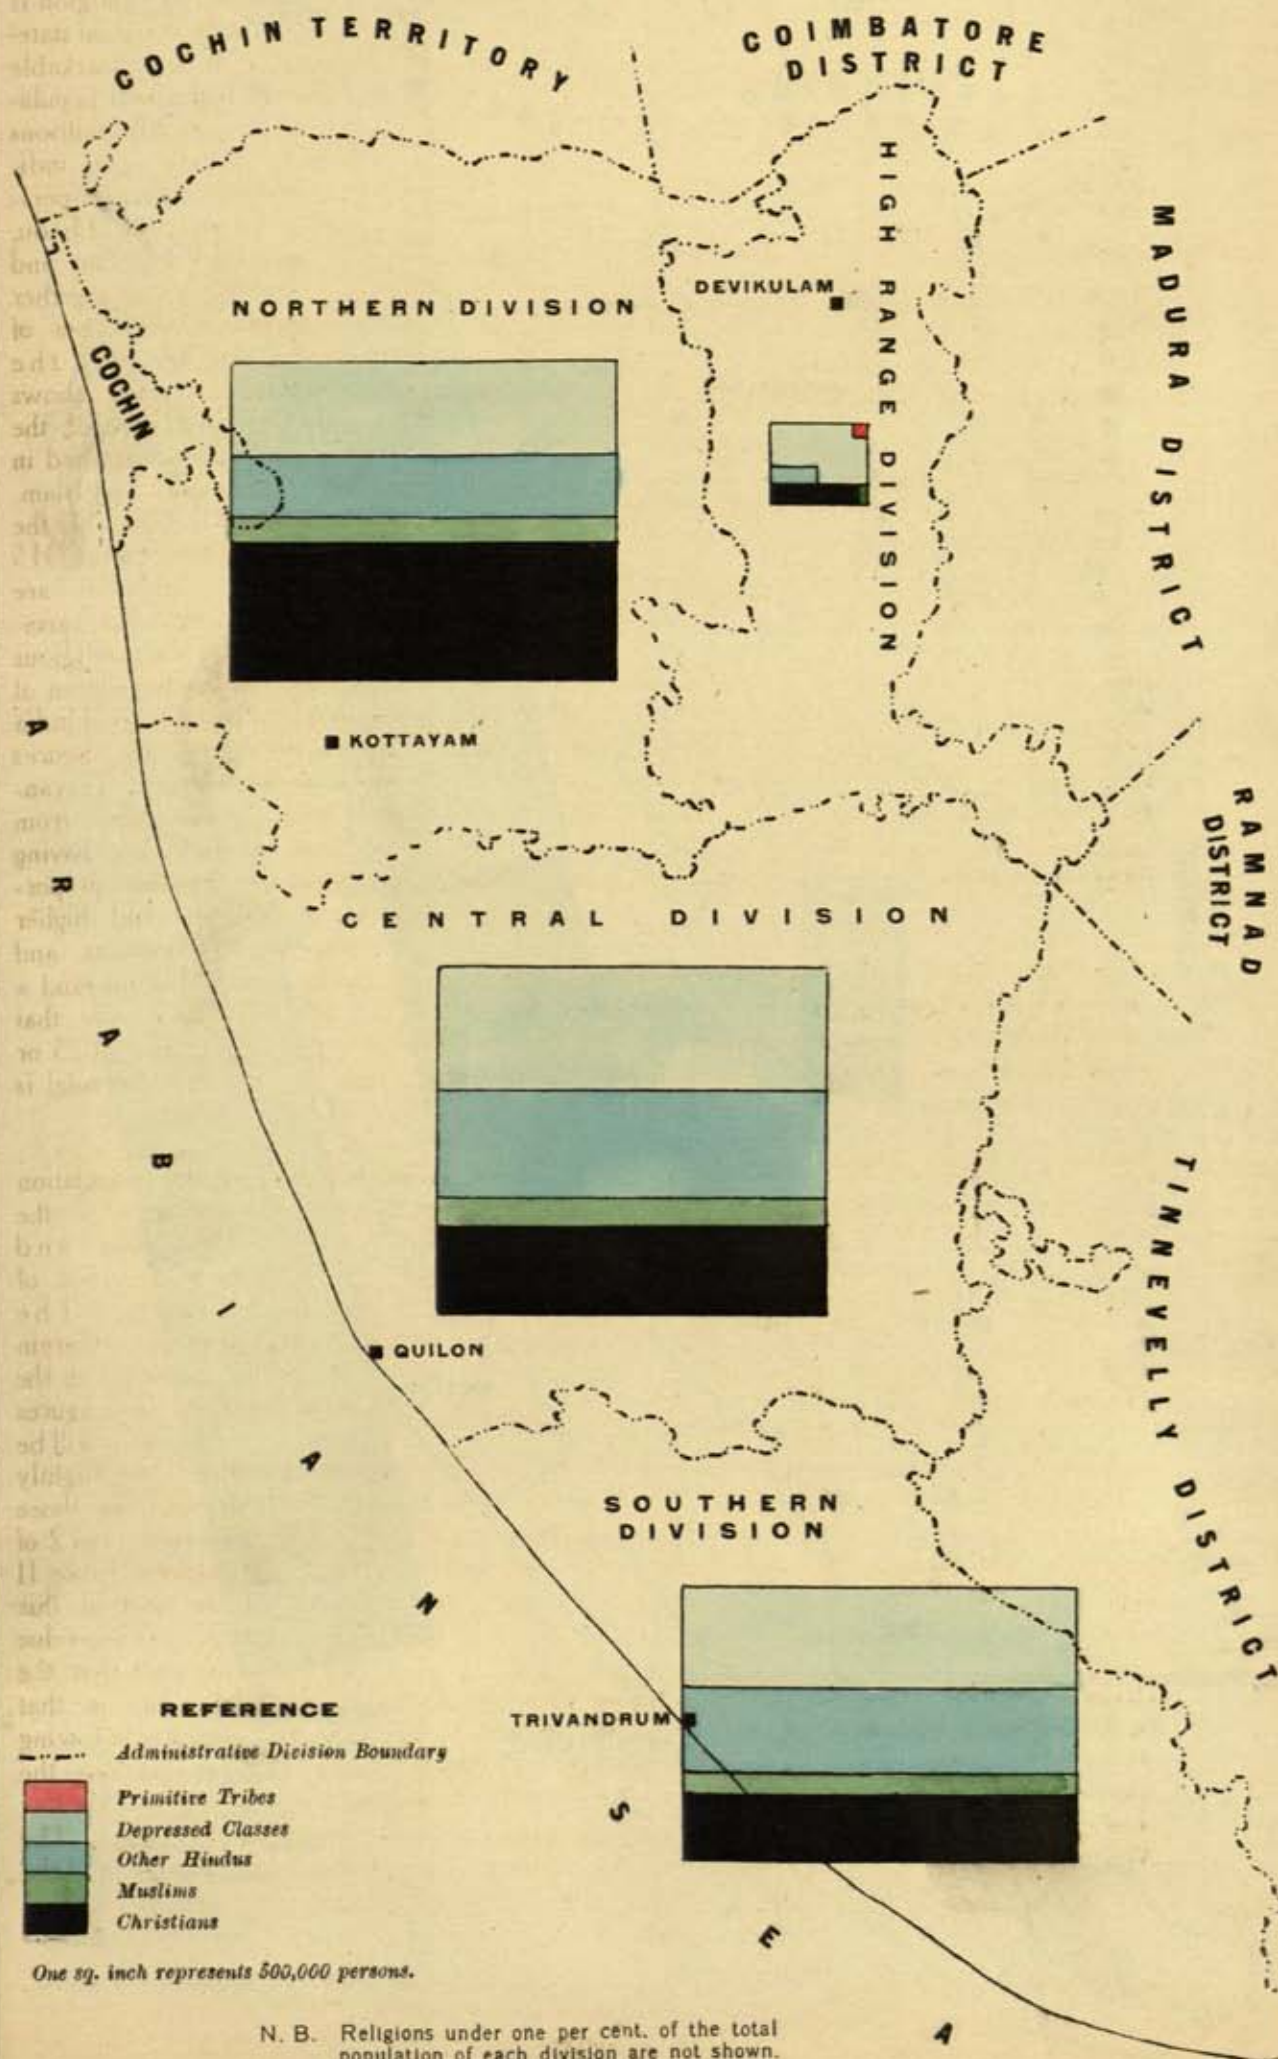 COCHIN TERRITORY
COIMBATORE
DISTRICT
HIGH RANGE DIVISION
MADURA DISTRICT
DEVIKULAM
NORTHERN DIVISION
COCHIN
KOTTAYAM
RAMNAD
DISTRICT
CENTRAL DIVISION
ARABIAN SEA
TINNEVELLY DISTRICT
QUILON
SOUTHERN
DIVISION
TRIVANDRUM
REFERENCE
Administrative Division Boundary
Primitive Tribes
Depressed Classes
Other Hindus
Muslims
Christians
One sq. inch represents 500,000 persons.
N. B. Religions under one per cent. of the total
population of each division are not shown.